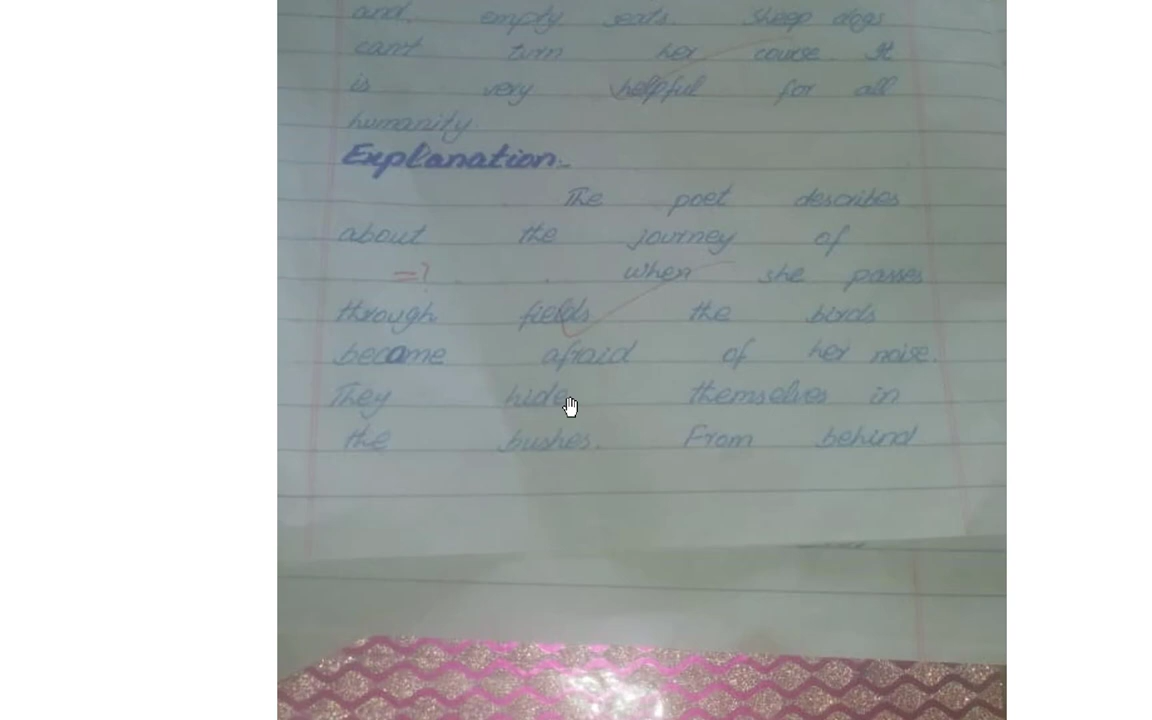 and empty seats. Sheep dogs
can't turn her course. It
is very helpful for all
humanity.
Explanation:-
The poet describes
about the journey of
=? when she passes
through fields the birds
became afraid of her noise.
They hide themselves in
the bushes. From behind